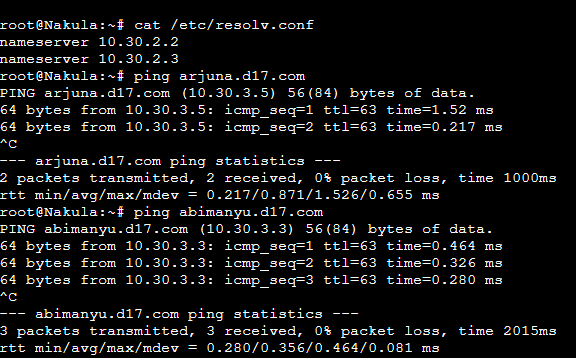 root@Nakula:~# cat /etc/resolv.conf
nameserver 10.30.2.2
nameserver 10.30.2.3
root@Nakula:~# ping arjuna.d17.com
PING arjuna.d17.com (10.30.3.5) 56(84) bytes of data.
64 bytes from 10.30.3.5: icmp_seq=1 ttl=63 time=1.52 ms
64 bytes from 10.30.3.5: icmp_seq=2 ttl=63 time=0.217 ms
^C
--- arjuna.d17.com ping statistics ---
2 packets transmitted, 2 received, 0% packet loss, time 1000ms
rtt min/avg/max/mdev = 0.217/0.871/1.526/0.655 ms
root@Nakula:~# ping abimanyu.d17.com
PING abimanyu.d17.com (10.30.3.3) 56(84) bytes of data.
64 bytes from 10.30.3.3: icmp_seq=1 ttl=63 time=0.464 ms
64 bytes from 10.30.3.3: icmp_seq=2 ttl=63 time=0.326 ms
64 bytes from 10.30.3.3: icmp_seq=3 ttl=63 time=0.280 ms
^C
--- abimanyu.d17.com ping statistics ---
3 packets transmitted, 3 received, 0% packet loss, time 2015ms
rtt min/avg/max/mdev = 0.280/0.356/0.464/0.081 ms